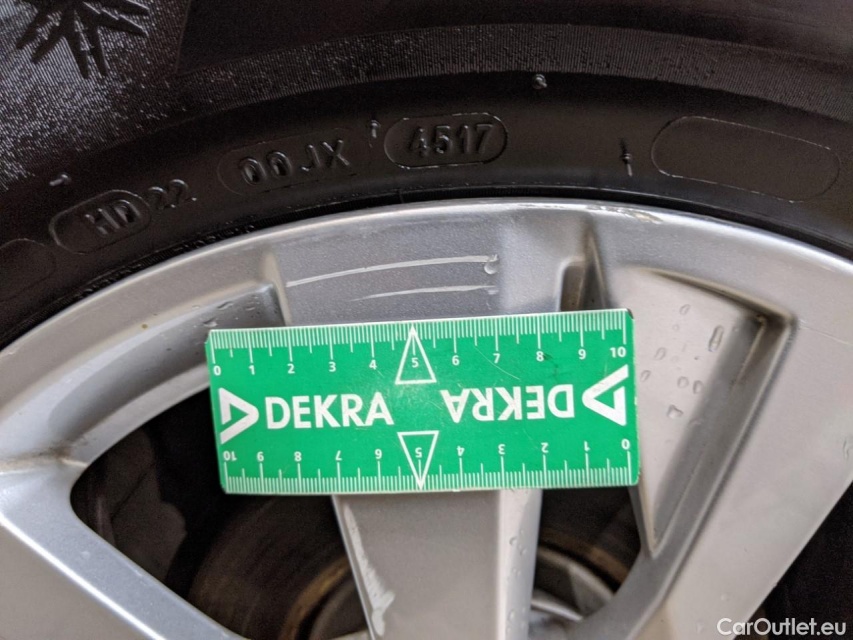 HD 22
00 JX
4517
0 1 2 3 4 5 6 7 8 9 10
DEKRA DEKRA
10 9 8 7 6 5 4 3 2 1 0
CarOutlet.eu